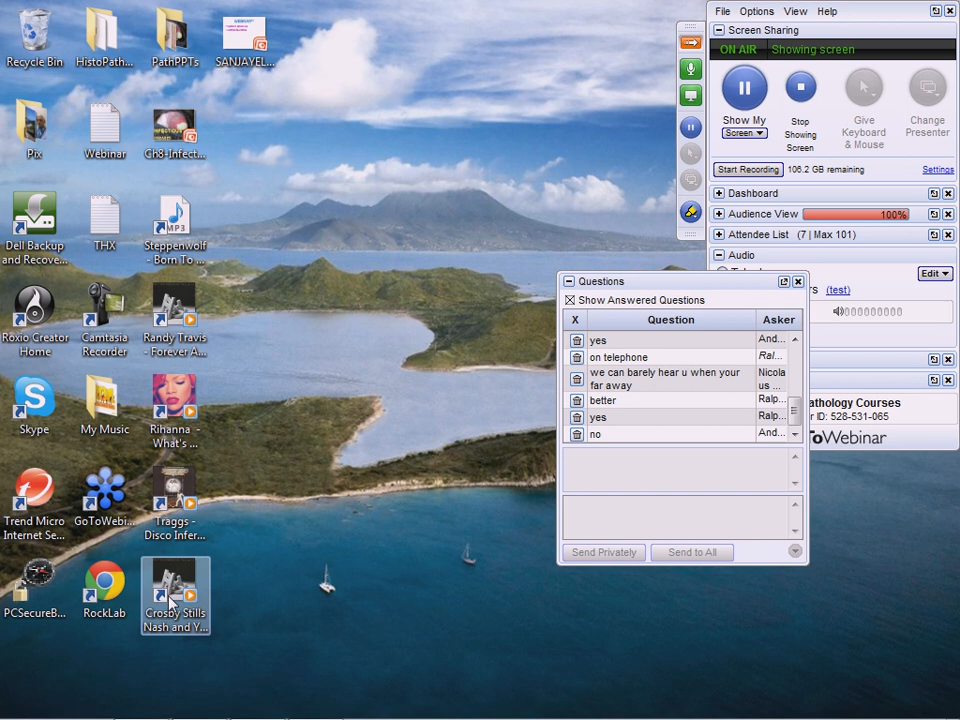 Recycle Bin
HistoPath...
PathPPTs
SANJAYEL...
Pix
Webinar
Ch8-Infect...
Dell Backup
and Recove...
THX
MP3
Steppenwolf
- Born To ...
Roxio Creator
Home
Camtasia
Recorder
Randy Travis
- Forever A...
Skype
My Music
Rihanna -
What's ...
Trend Micro
Internet Se...
GoToWebi...
Traggs -
Disco Infer...
PCSecureB...
RockLab
Crosby Stills
Nash and Y...
File Options View Help
Screen Sharing
ON AIR Showing screen
Show My
Screen
Stop
Showing
Screen
Give
Keyboard
& Mouse
Change
Presenter
Start Recording 106.2 GB remaining Settings
Dashboard
Audience View 100%
Attendee List (7 | Max 101)
Audio
Edit
(test)
Questions
Show Answered Questions
X Question Asker
yes And...
on telephone Ral...
we can barely hear u when your
far away
Nicola
us ...
better Ralp...
yes Ralp...
no And...
Send Privately Send to All
athology Courses
r ID: 528-531-065
oWebinar